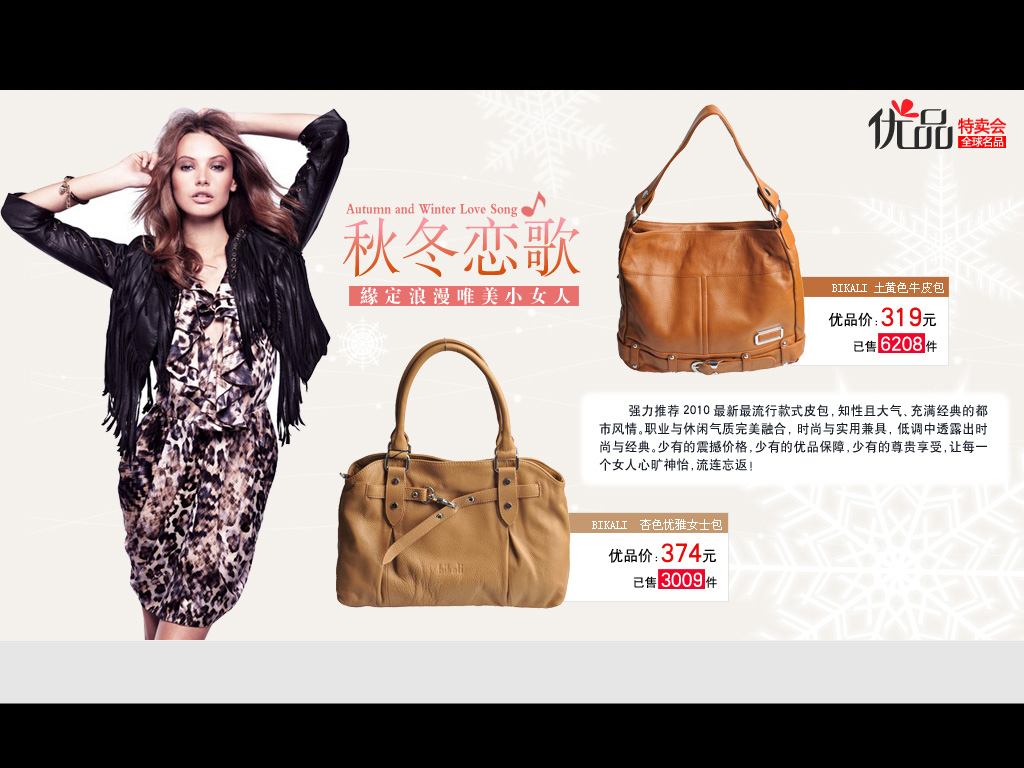 优品
特卖会
全球名品
Autumn and Winter Love Song
秋冬恋歌
緣定浪漫唯美小女人
BIKALI 土黄色牛皮包
优品价:319元
已售6208件
强力推荐 2010 最新最流行款式皮包,知性且大气、充满经典的都
市风情。职业与休闲气质完美融合, 时尚与实用兼具, 低调中透露出时
尚与经典。少有的震撼价格,少有的优品保障,少有的尊贵享受,让每一
个女人心旷神怡,流连忘返!
bikali
BIKALI 杏色优雅女士包
优品价:374元
已售3009件